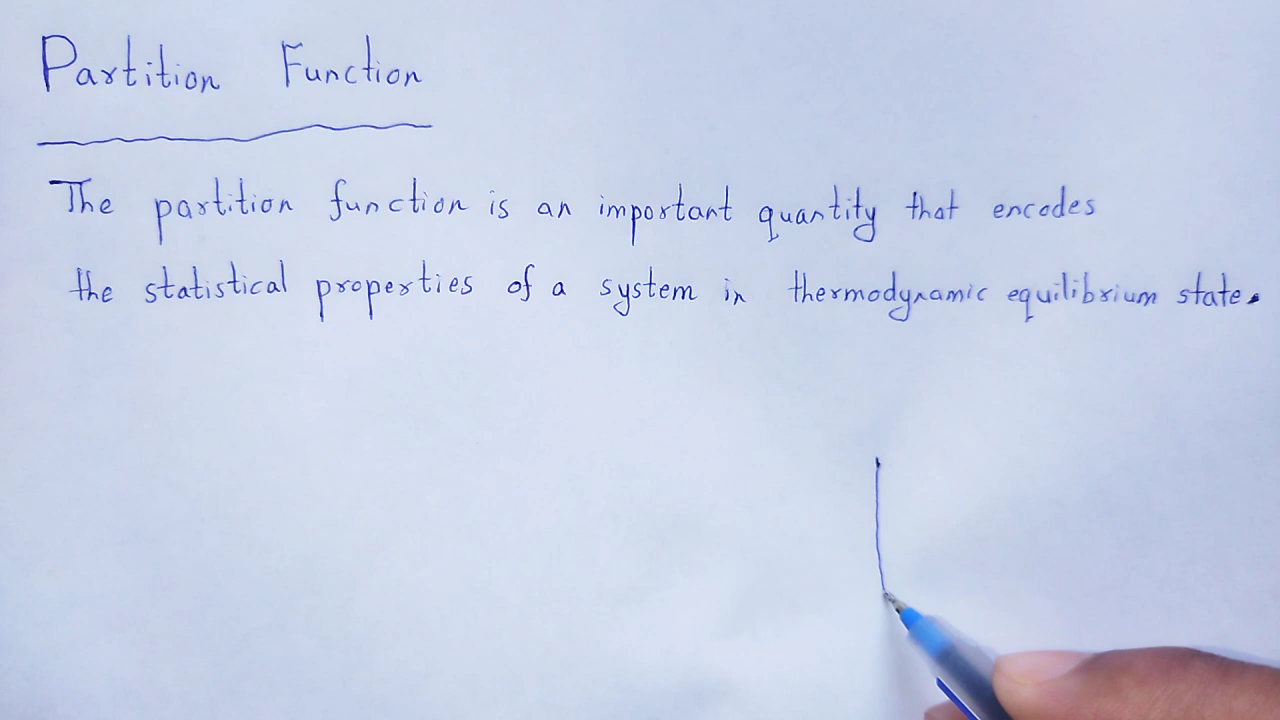 Partition Function
The partition function is an important quantity that encodes
the statistical properties of a system in thermodynamic equilibrium state.